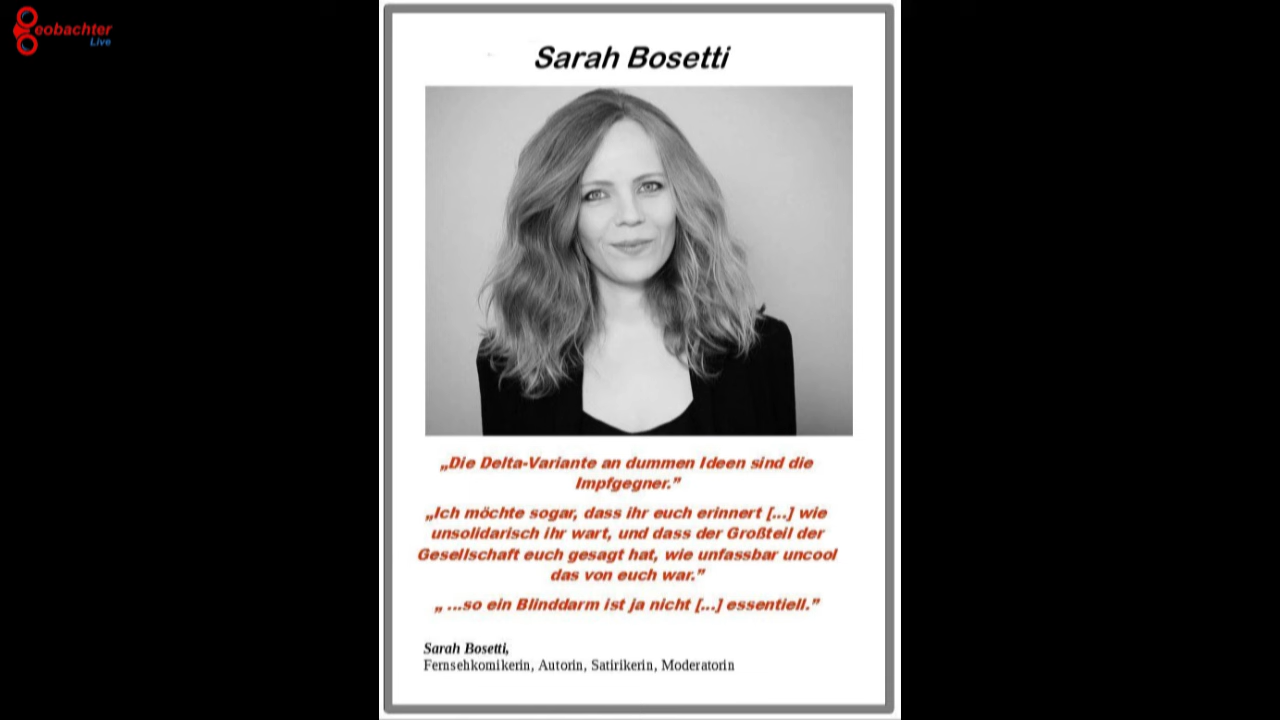 Beobachter
Live
Sarah Bosetti
„Die Delta-Variante an dummen Ideen sind die
Impfgegner.”
„Ich möchte sogar, dass ihr euch erinnert [...] wie
unsolidarisch ihr wart, und dass der Großteil der
Gesellschaft euch gesagt hat, wie unfassbar uncool
das von euch war.”
„ ...so ein Blinddarm ist ja nicht [...] essentiell.”
Sarah Bosetti,
Fernsehkomikerin, Autorin, Satirikerin, Moderatorin